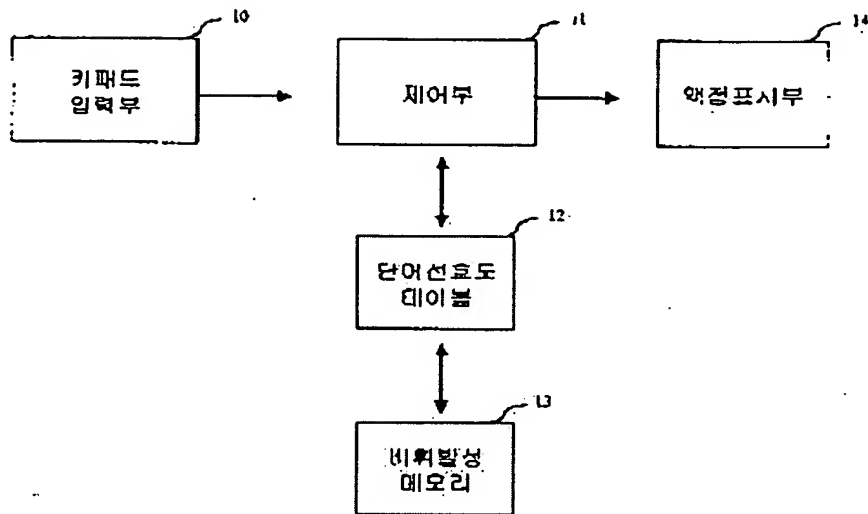 10
키패드
입력부
11
제어부
14
액정표시부
12
단어선호도
테이블
13
비휘발성
메모리